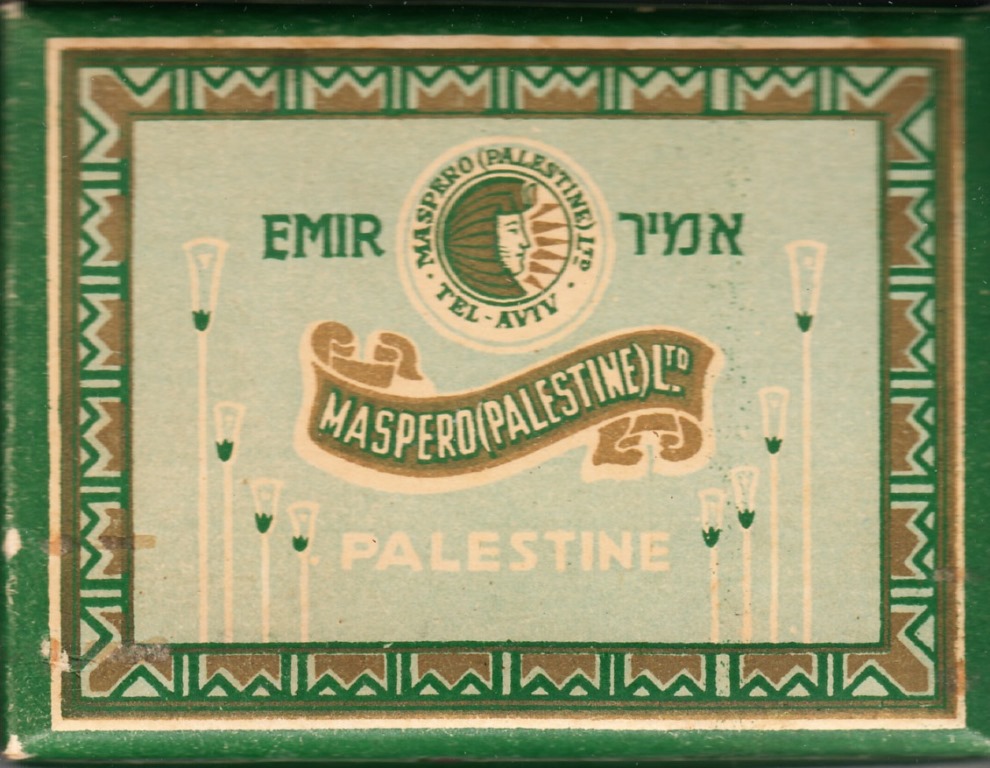 MASPERO (PALESTINE) LTD
· TEL-AVIV ·
EMIR
אמיר
MASPERO (PALESTINE) LTD.
PALESTINE